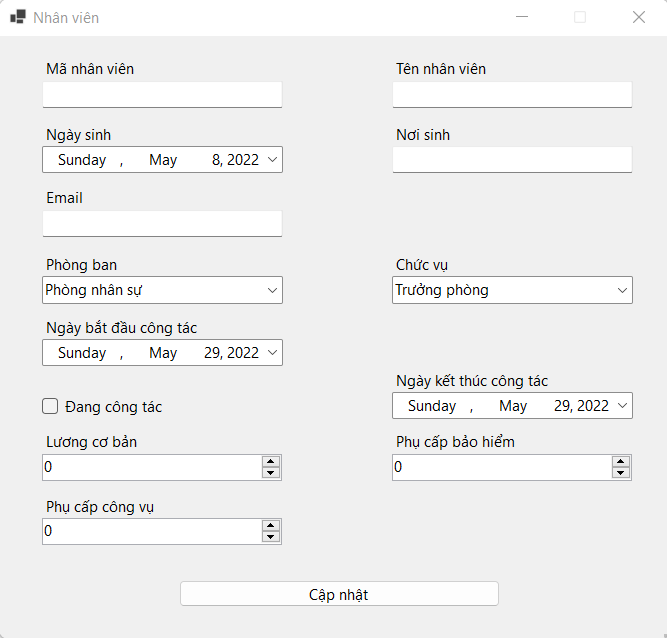 Nhân viên
Mã nhân viên
Tên nhân viên
Ngày sinh
Nơi sinh
Sunday , May 8, 2022
Email
Phòng ban
Chức vụ
Phòng nhân sự
Trưởng phòng
Ngày bắt đầu công tác
Sunday , May 29, 2022
Ngày kết thúc công tác
Đang công tác
Sunday , May 29, 2022
Lương cơ bản
Phụ cấp bảo hiểm
0
0
Phụ cấp công vụ
0
Cập nhật